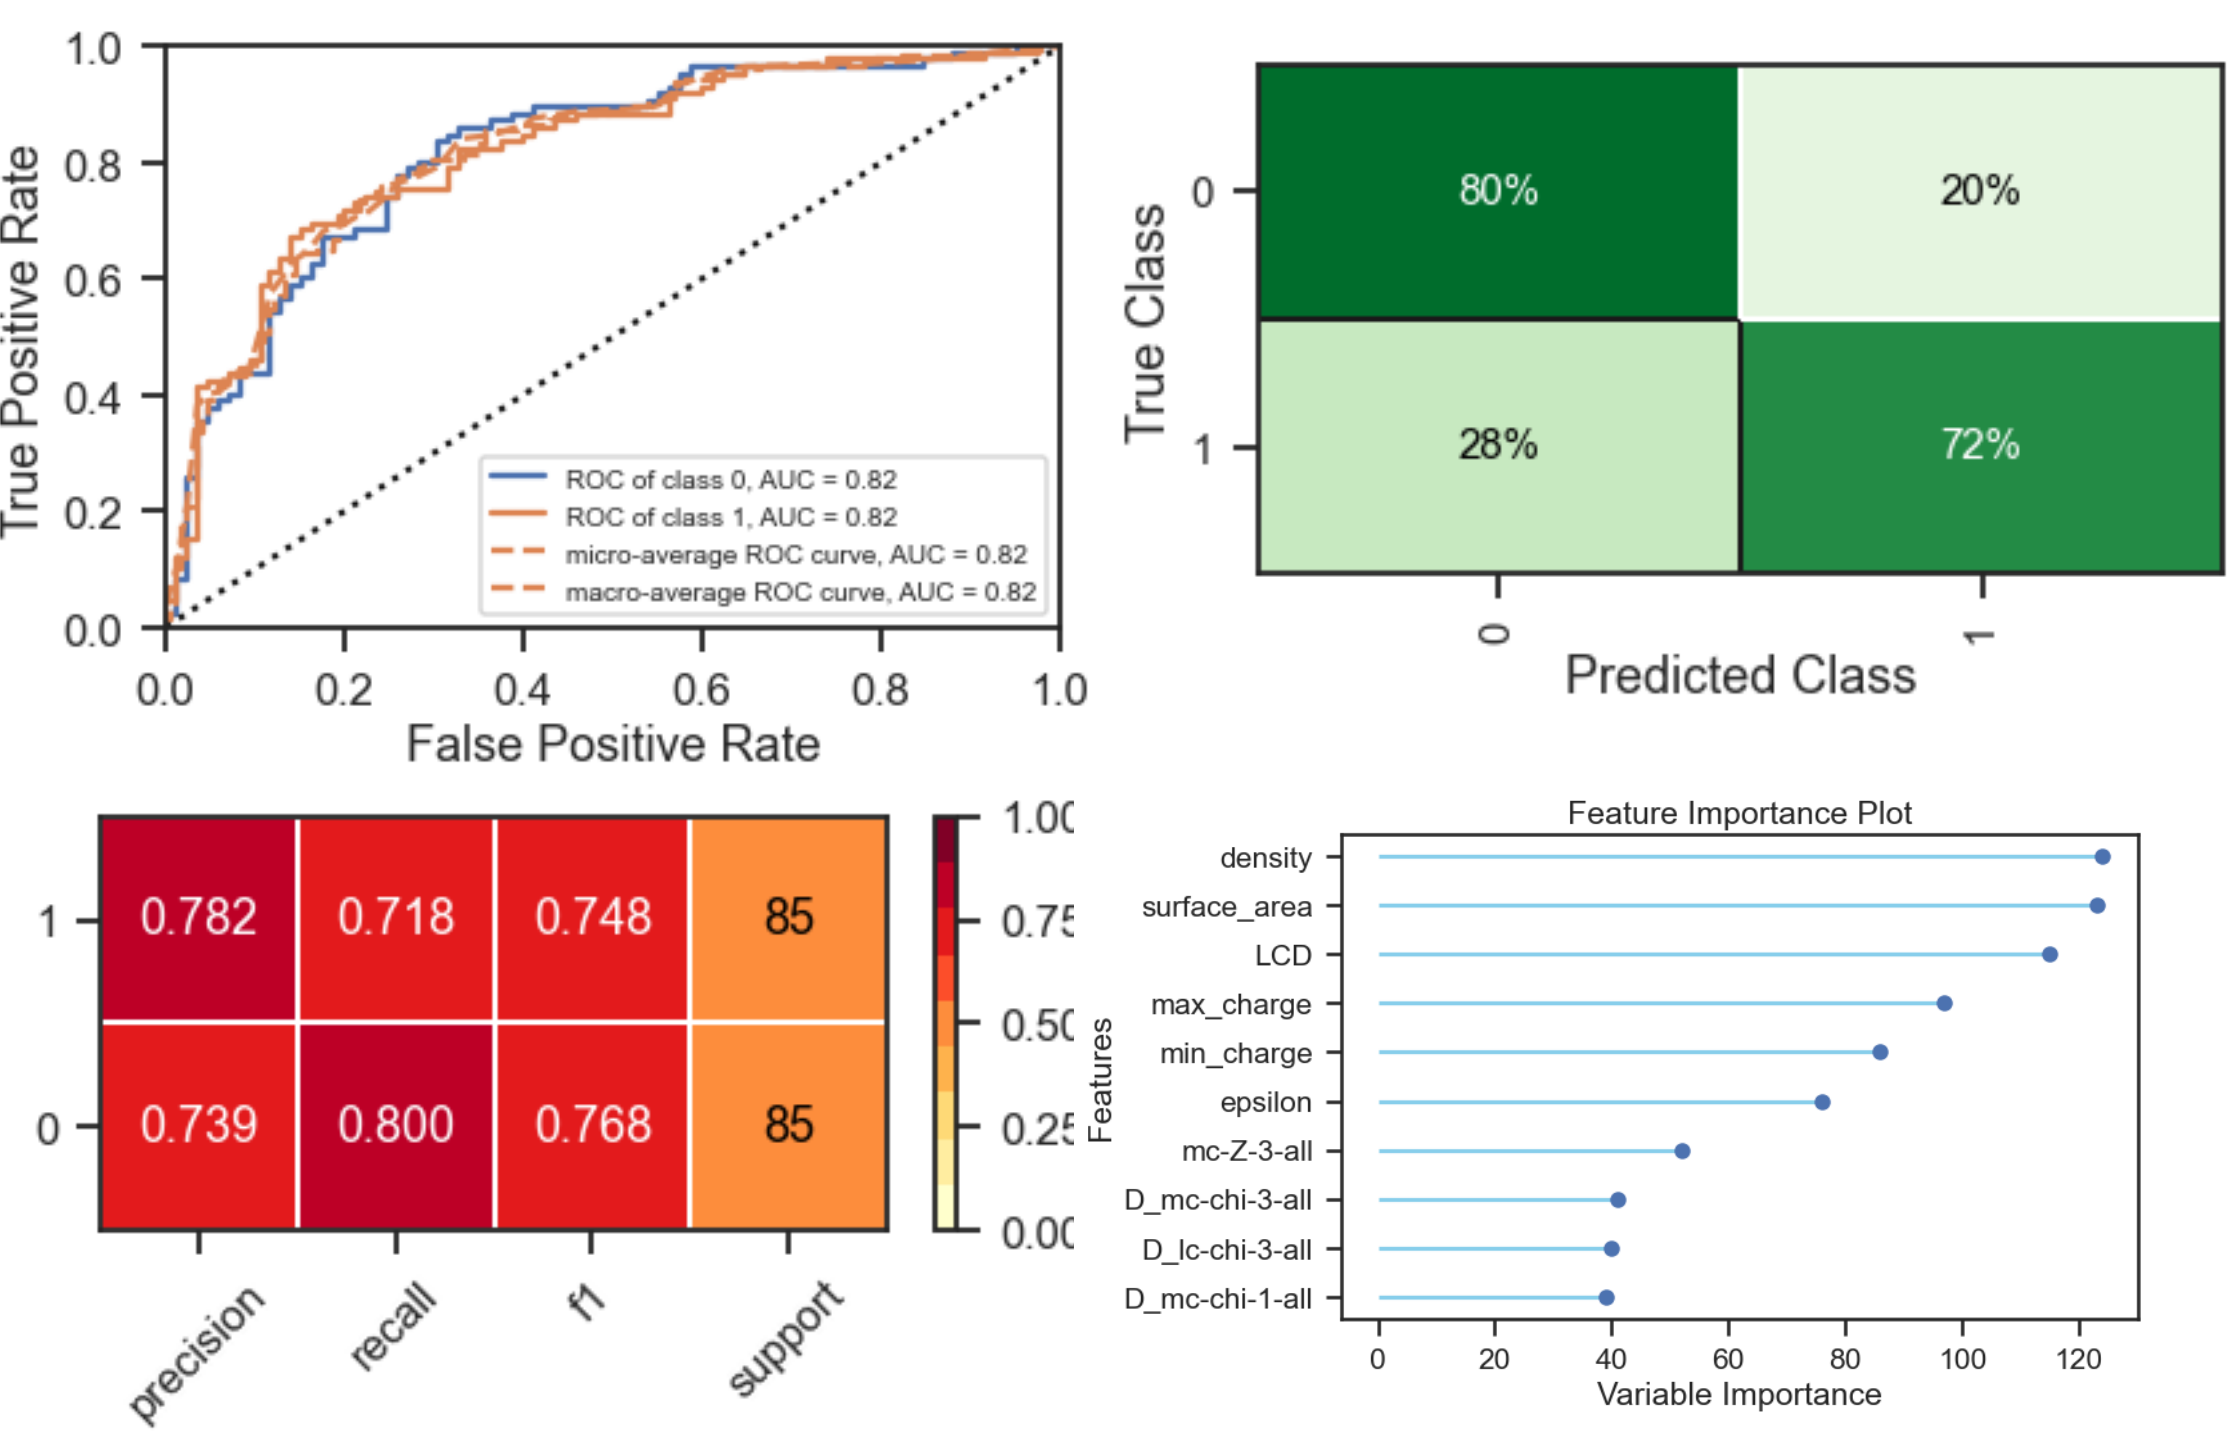 True Positive Rate
1.0
0.8
0.6
0.4
0.2
0.0
ROC of class 0, AUC = 0.82
ROC of class 1, AUC = 0.82
micro-average ROC curve, AUC = 0.82
macro-average ROC curve, AUC = 0.82
0.0 0.2 0.4 0.6 0.8 1.0
False Positive Rate
True Class
0
1
80% 20%
28% 72%
0 1
Predicted Class
1 0.782 0.718 0.748 85
0 0.739 0.800 0.768 85
precision recall f1 support
1.00
0.75
0.50
0.25
0.00
Feature Importance Plot
Features
density
surface_area
LCD
max_charge
min_charge
epsilon
mc-Z-3-all
D_mc-chi-3-all
D_lc-chi-3-all
D_mc-chi-1-all
0 20 40 60 80 100 120
Variable Importance